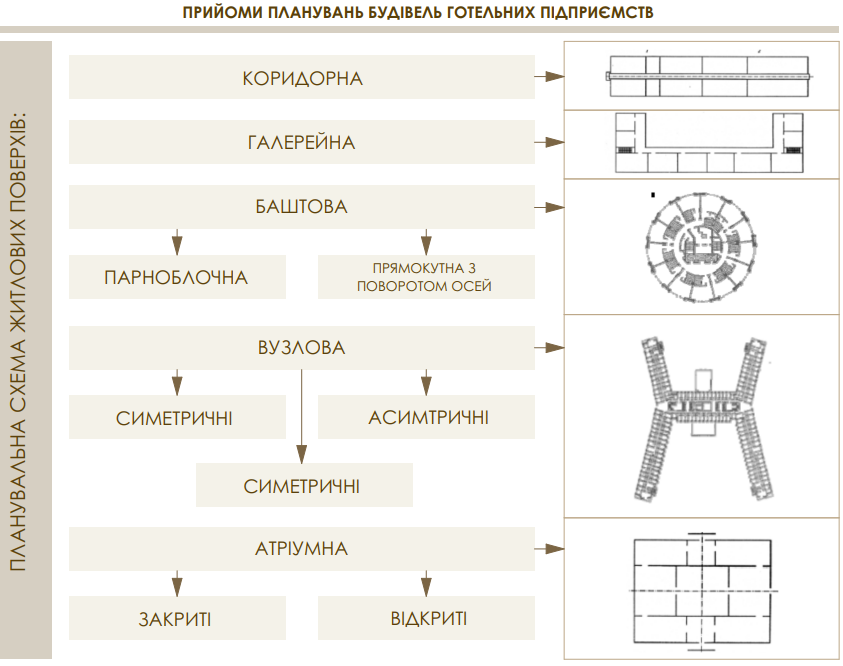 ПРИЙОМИ ПЛАНУВАНЬ БУДІВЕЛЬ ГОТЕЛЬНИХ ПІДПРИЄМСТВ
ПЛАНУВАЛЬНА СХЕМА ЖИТЛОВИХ ПОВЕРХІВ:
КОРИДОРНА
ГАЛЕРЕЙНА
БАШТОВА
ПАРНОБЛОЧНА
ПРЯМОКУТНА З
ПОВОРОТОМ ОСЕЙ
ВУЗЛОВА
СИМЕТРИЧНІ
АСИМТРИЧНІ
СИМЕТРИЧНІ
АТРІУМНА
ЗАКРИТІ
ВІДКРИТІ